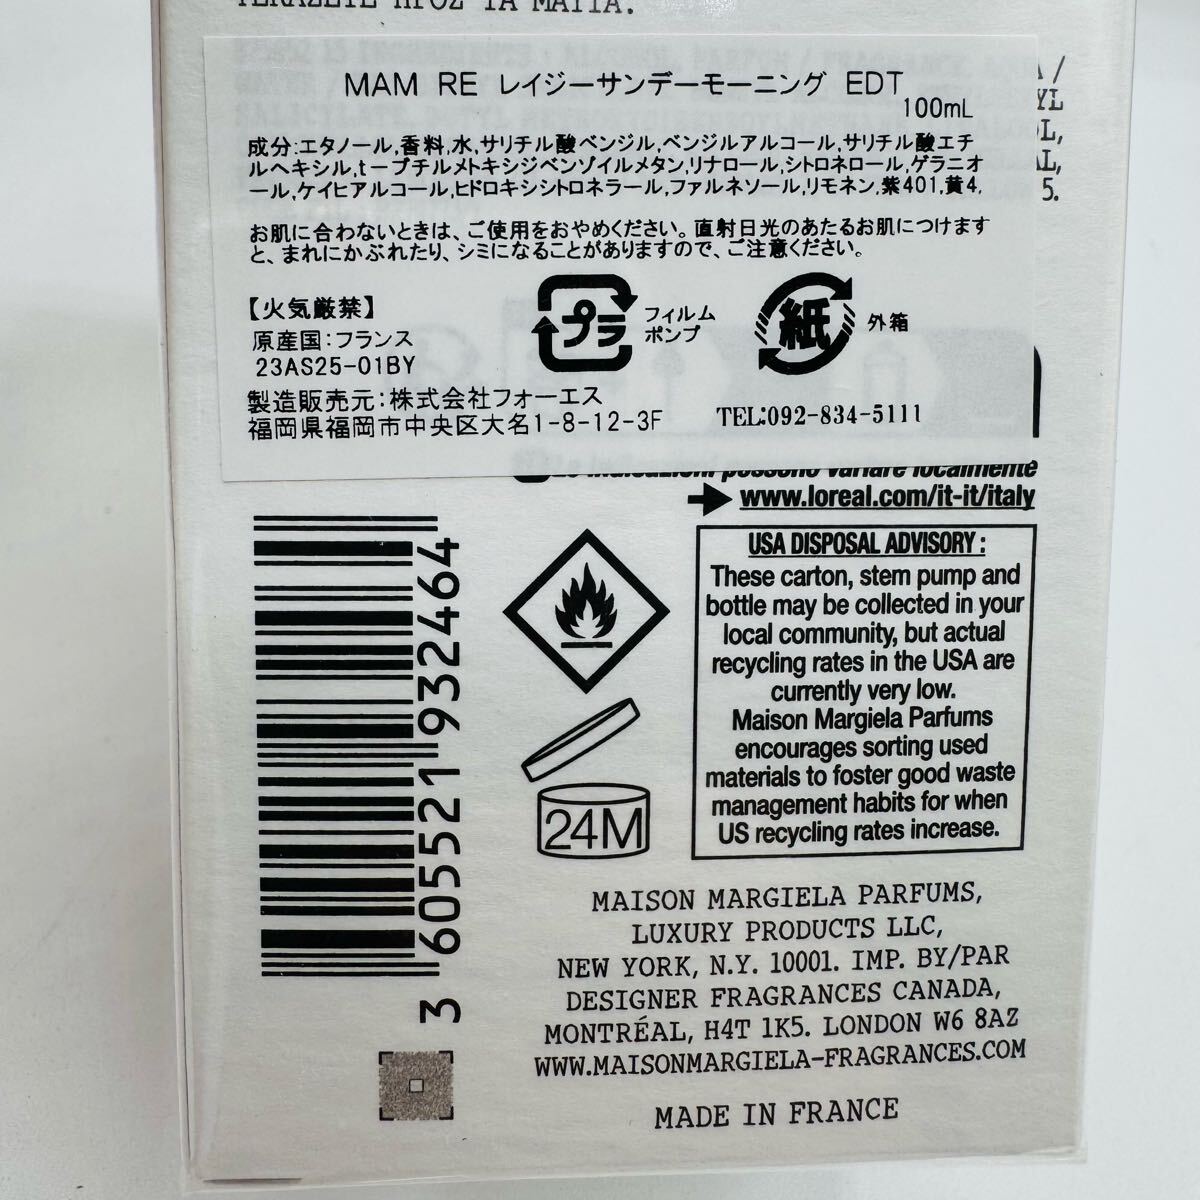 ΤΕΚΑΖΕΤΕ ΠΡΟΣ ΤΑ ΜΑΤΙΑ.
MAM RE レイジーサンデーモーニング EDT
100mL
成分:エタノール,香料,水,サリチル酸ベンジル,ベンジルアルコール,サリチル酸エチ
ルヘキシル,t-ブチルメトキシジベンゾイルメタン,リナロール,シトロネロール,ゲラニオ
ール,ケイヒアルコール,ヒドロキシシトロネラール,ファルネソール,リモネン,紫401,黄4,
お肌に合わないときは、ご使用をおやめください。直射日光のあたるお肌につけます
と、まれにかぶれたり、シミになることがありますので、ご注意ください。
【火気厳禁】
原産国:フランス
23AS25-01BY
プラ
フィルム
ポンプ
紙
外箱
製造販売元:株式会社フォーエス
福岡県福岡市中央区大名1-8-12-3F
TEL:092-834-5111
Le indicazioni possono variare localmente
www.loreal.com/it-it/italy
USA DISPOSAL ADVISORY :
These carton, stem pump and
bottle may be collected in your
local community, but actual
recycling rates in the USA are
currently very low.
Maison Margiela Parfums
encourages sorting used
materials to foster good waste
management habits for when
US recycling rates increase.
3 605521 932464
24M
MAISON MARGIELA PARFUMS,
LUXURY PRODUCTS LLC,
NEW YORK, N.Y. 10001. IMP. BY/PAR
DESIGNER FRAGRANCES CANADA,
MONTRÉAL, H4T 1K5. LONDON W6 8AZ
WWW.MAISONMARGIELA-FRAGRANCES.COM
MADE IN FRANCE